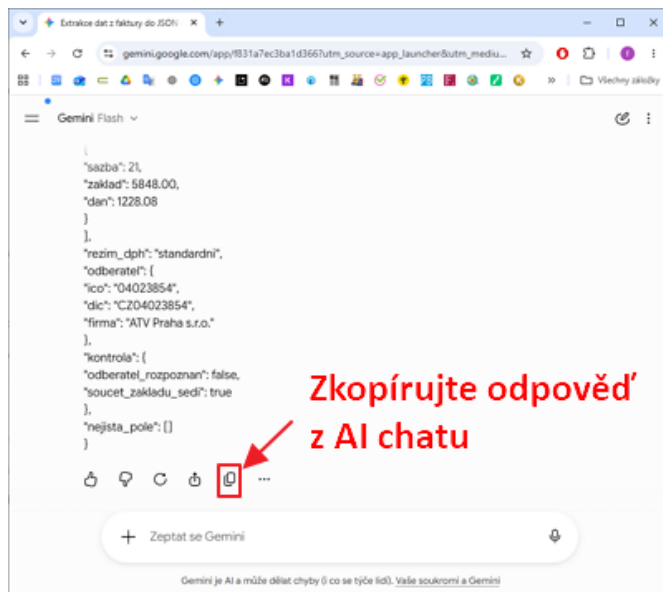 Extrakce dat z faktury do JSON
gemini.google.com/app/f831a7ec3ba1d366?utm_source=app_launcher&utm_mediu...
Všechny záložky
Gemini Flash
{
"sazba": 21,
"zaklad": 5848.00,
"dan": 1228.08
}
],
"rezim_dph": "standardni",
"odberatel": {
"ico": "04023854",
"dic": "CZ04023854",
"firma": "ATV Praha s.r.o."
},
"kontrola": {
"odberatel_rozpoznan": false,
"soucet_zakladu_sedi": true
},
"nejista_pole": []
}
Zkopírujte odpověď
z AI chatu
Zeptat se Gemini
Gemini je AI a může dělat chyby (i co se týče lidí). Vaše soukromí a Gemini